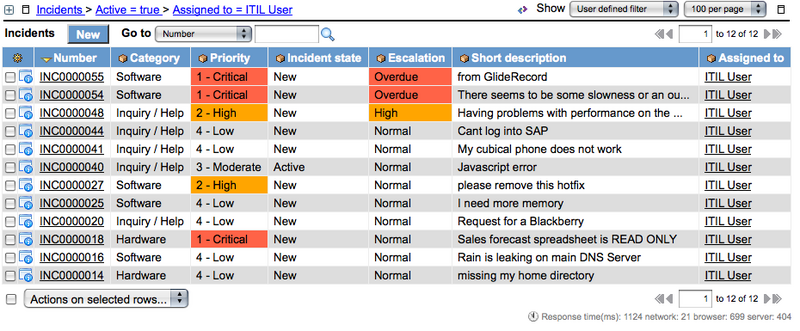 Incidents > Active = true > Assigned to = ITIL User Show User defined filter 100 per page
Incidents New Go to Number 1 to 12 of 12
Number Category Priority Incident state Escalation Short description Assigned to
INC0000055 Software 1 - Critical New Overdue from GlideRecord ITIL User
INC0000054 Software 1 - Critical New Overdue There seems to be some slowness or an ou... ITIL User
INC0000048 Inquiry / Help 2 - High New High Having problems with performance on the ... ITIL User
INC0000044 Inquiry / Help 4 - Low New Normal Cant log into SAP ITIL User
INC0000041 Inquiry / Help 4 - Low New Normal My cubical phone does not work ITIL User
INC0000040 Inquiry / Help 3 - Moderate Active Normal Javascript error ITIL User
INC0000027 Software 2 - High New Normal please remove this hotfix ITIL User
INC0000025 Software 4 - Low New Normal I need more memory ITIL User
INC0000020 Inquiry / Help 4 - Low New Normal Request for a Blackberry ITIL User
INC0000018 Hardware 1 - Critical New Normal Sales forecast spreadsheet is READ ONLY ITIL User
INC0000016 Software 4 - Low New Normal Rain is leaking on main DNS Server ITIL User
INC0000014 Hardware 4 - Low New Normal missing my home directory ITIL User
Actions on selected rows... 1 to 12 of 12
Response time(ms): 1124 network: 21 browser: 699 server: 404